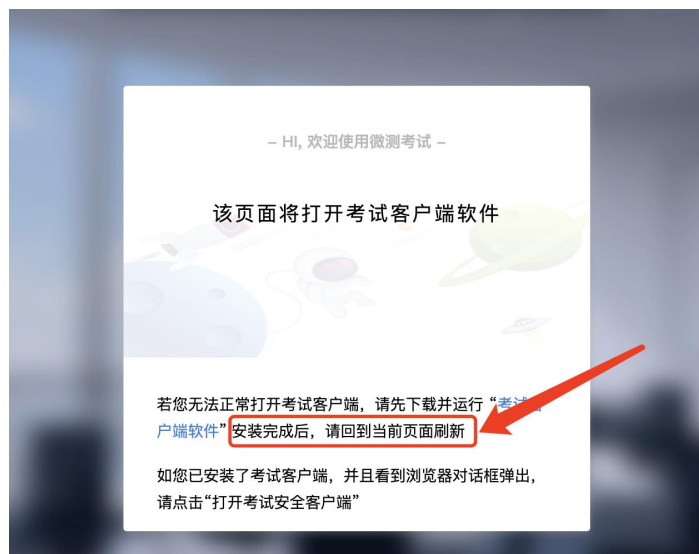 – HI, 欢迎使用微测考试 –
该页面将打开考试客户端软件
若您无法正常打开考试客户端，请先下载并运行“考试客
户端软件”安装完成后，请回到当前页面刷新
如您已安装了考试客户端，并且看到浏览器对话框弹出，
请点击“打开考试安全客户端”